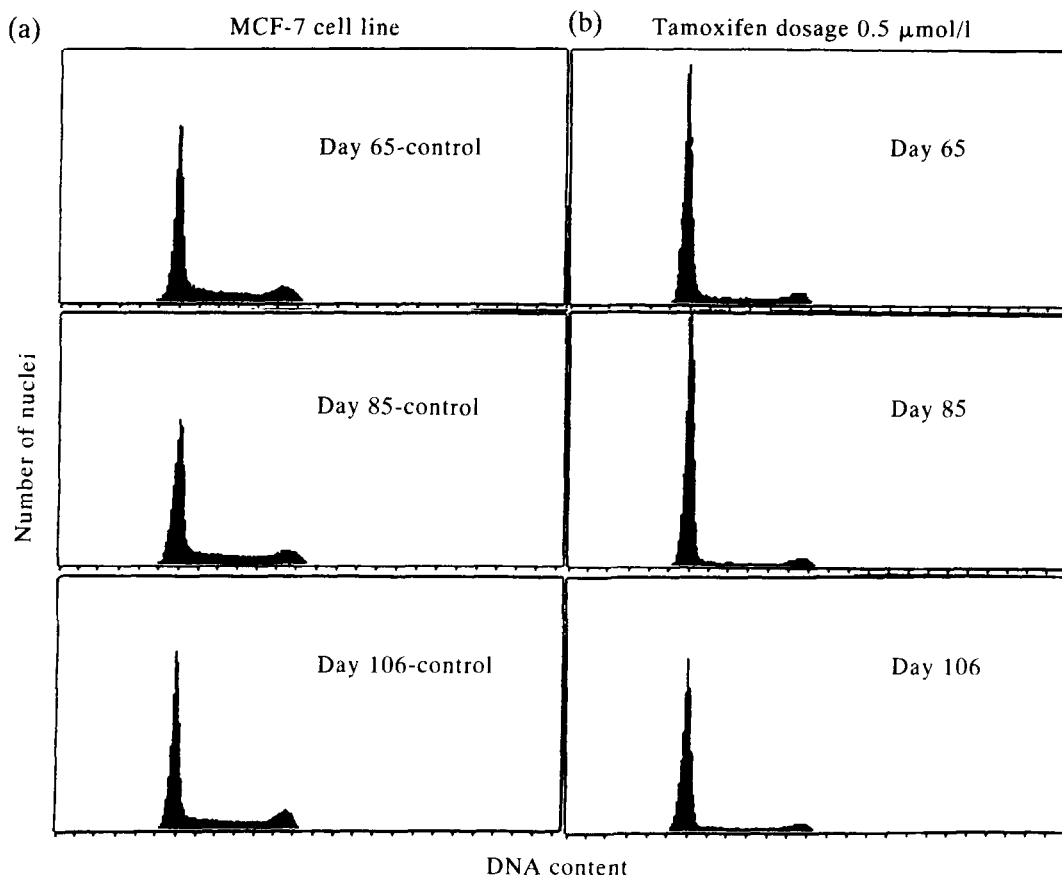 (a)
MCF-7 cell line
(b)
Tamoxifen dosage 0.5 μmol/l
Day 65-control
Day 65
Day 85-control
Day 85
Day 106-control
Day 106
Number of nuclei
DNA content